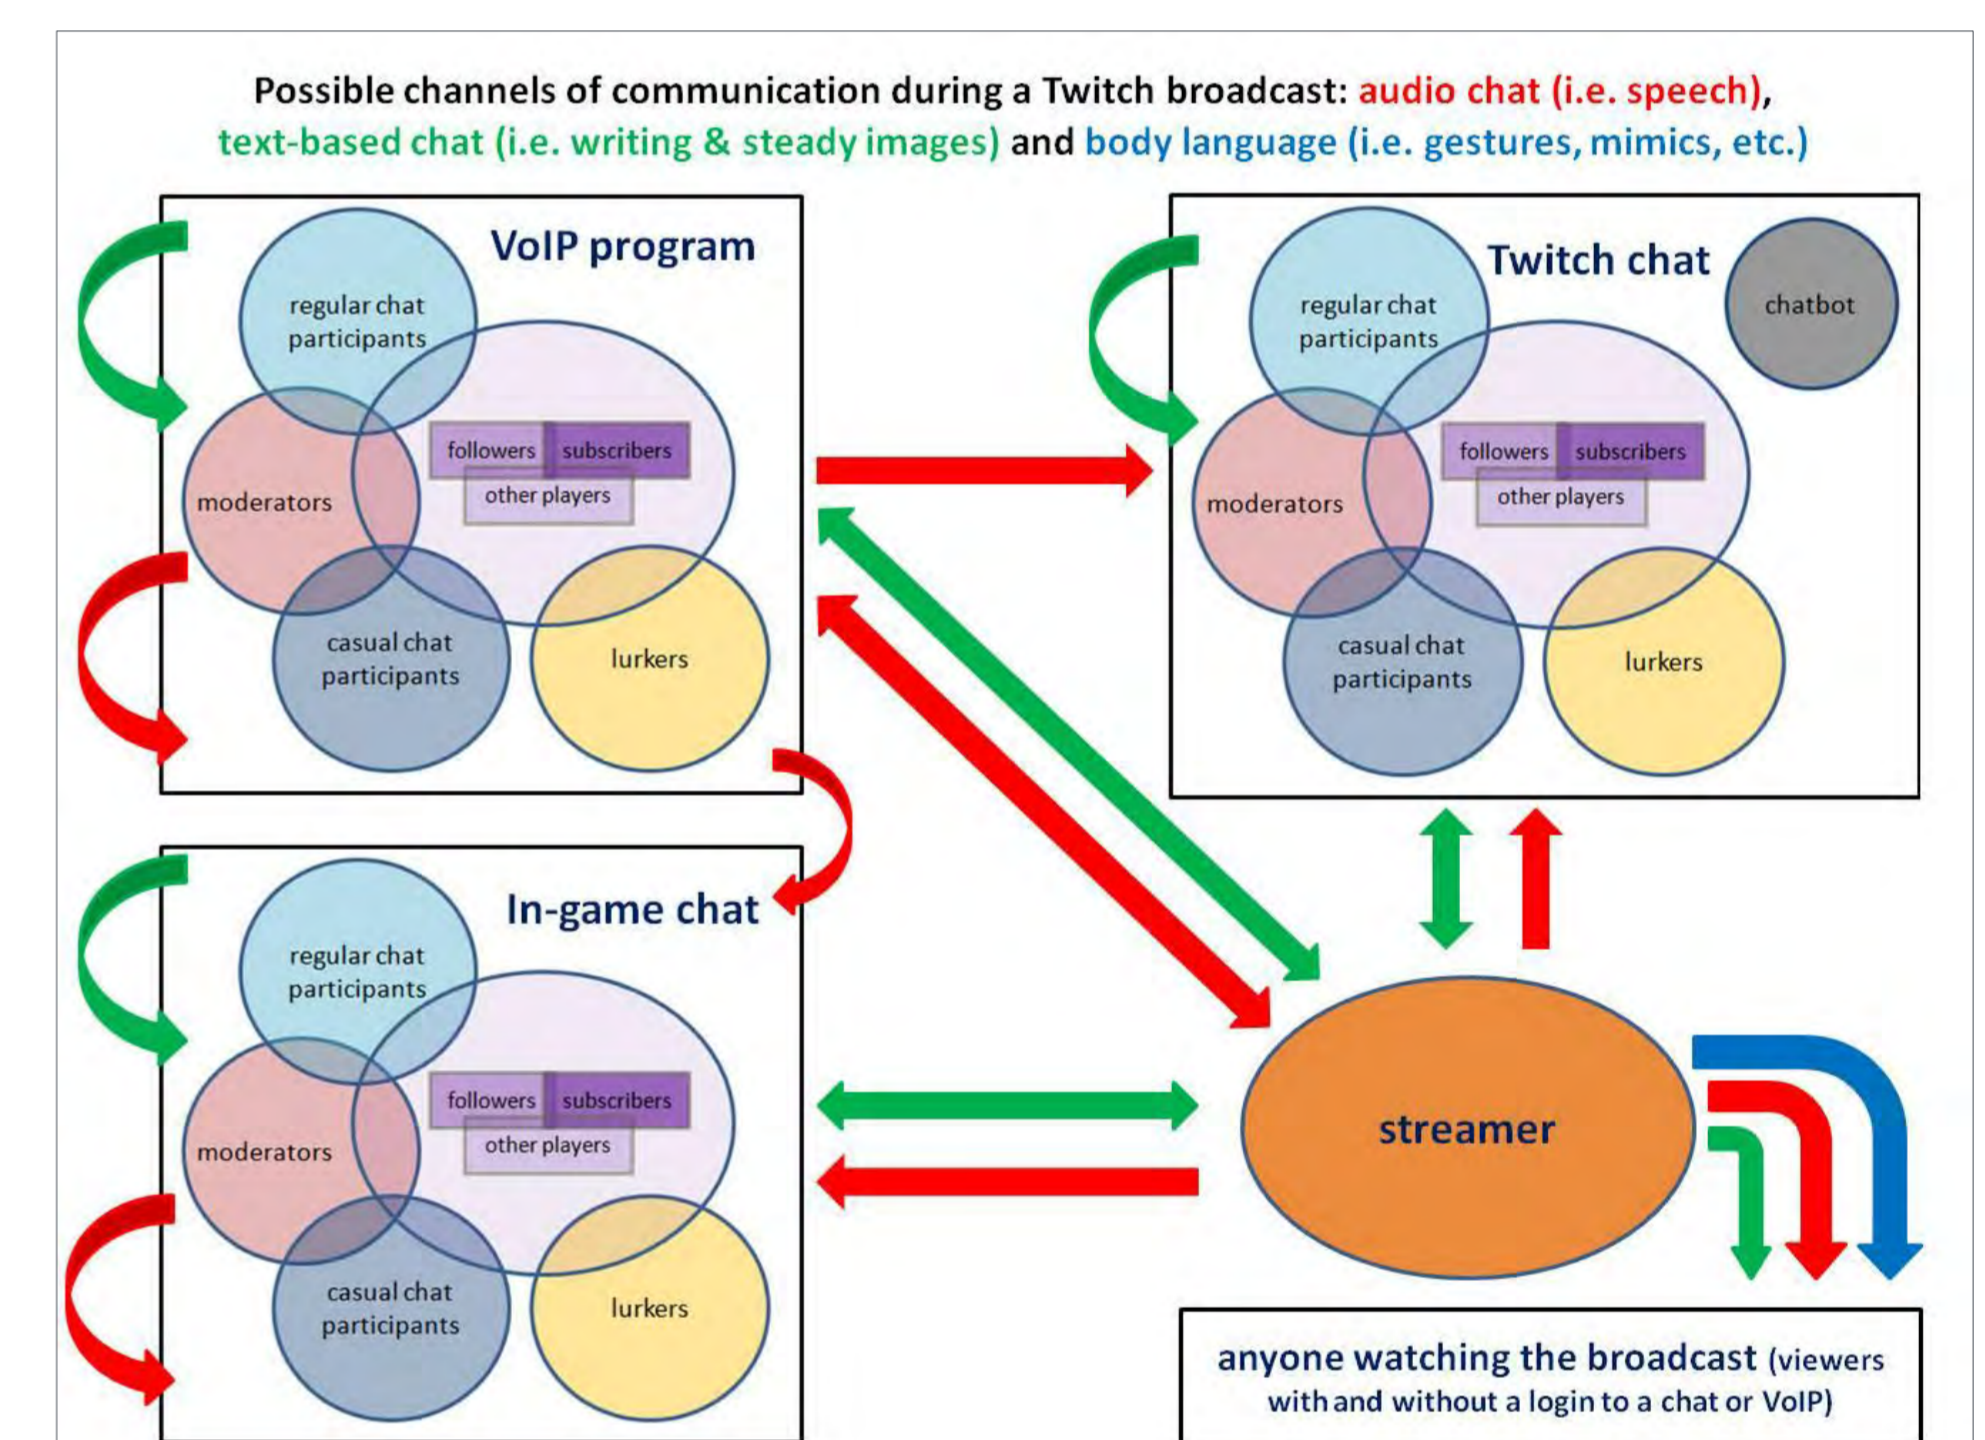 Possible channels of communication during a Twitch broadcast: audio chat (i.e. speech),
text-based chat (i.e. writing & steady images) and body language (i.e. gestures, mimics, etc.)
VoIP program
regular chat
participants
followers
subscribers
other players
moderators
casual chat
participants
lurkers
Twitch chat
chatbot
regular chat
participants
followers
subscribers
other players
moderators
casual chat
participants
lurkers
In-game chat
regular chat
participants
followers
subscribers
other players
moderators
casual chat
participants
lurkers
streamer
anyone watching the broadcast (viewers
with and without a login to a chat or VoIP)